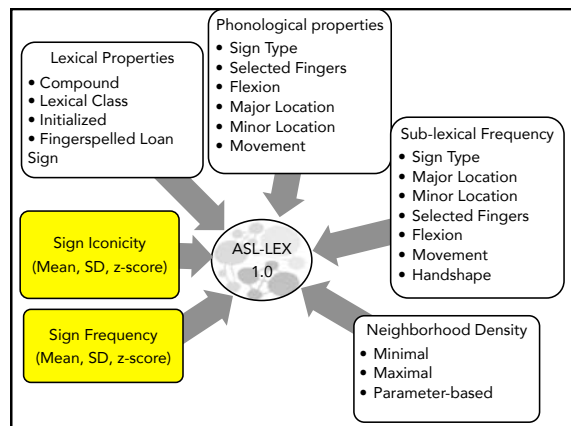 Lexical Properties
• Compound
• Lexical Class
• Initialized
• Fingerspelled Loan
Sign
Phonological properties
• Sign Type
• Selected Fingers
• Flexion
• Major Location
• Minor Location
• Movement
Sub-lexical Frequency
• Sign Type
• Major Location
• Minor Location
• Selected Fingers
• Flexion
• Movement
• Handshape
Sign Iconicity
(Mean, SD, z-score)
ASL-LEX
1.0
Sign Frequency
(Mean, SD, z-score)
Neighborhood Density
• Minimal
• Maximal
• Parameter-based